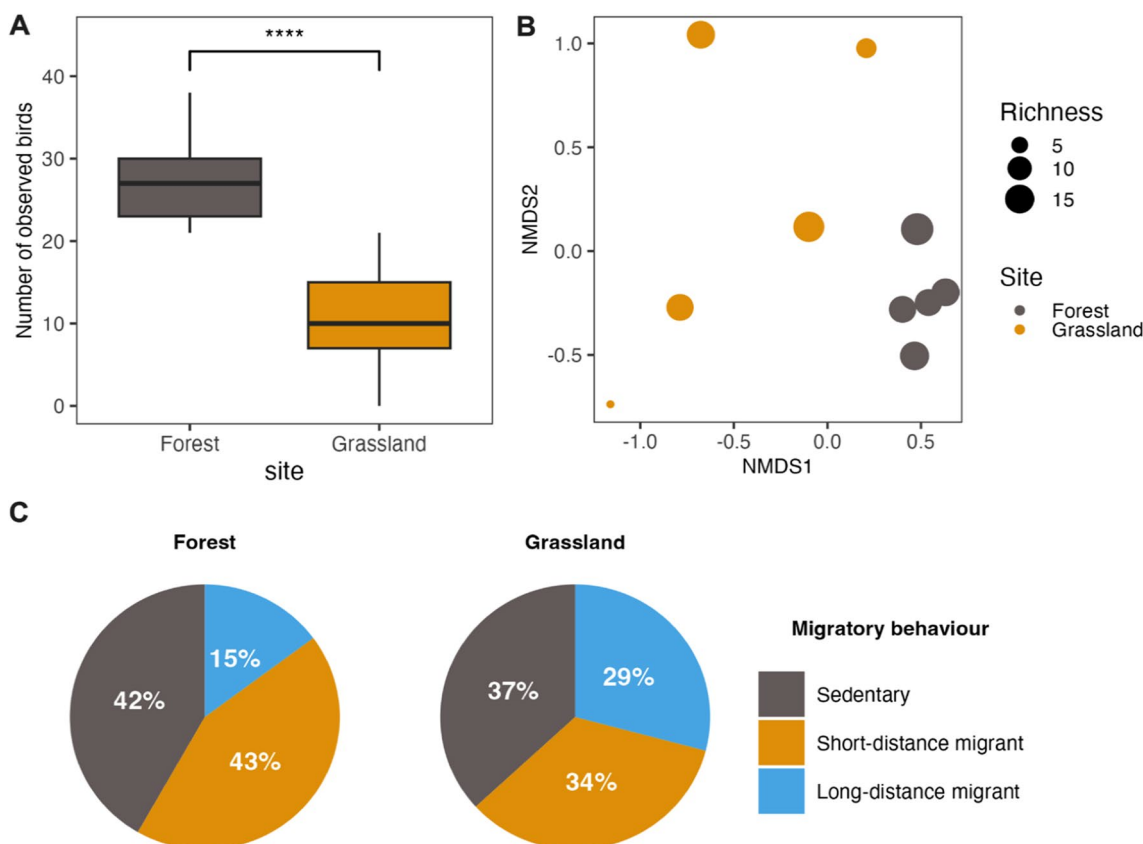 A
****
Number of observed birds
40
30
20
10
0
Forest
Grassland
site
B
NMDS2
1.0
0.5
0.0
-0.5
-1.0
-0.5
0.0
0.5
NMDS1
Richness
5
10
15
Site
Forest
Grassland
C
Forest
15%
42%
43%
Grassland
37%
29%
34%
Migratory behaviour
Sedentary
Short-distance migrant
Long-distance migrant